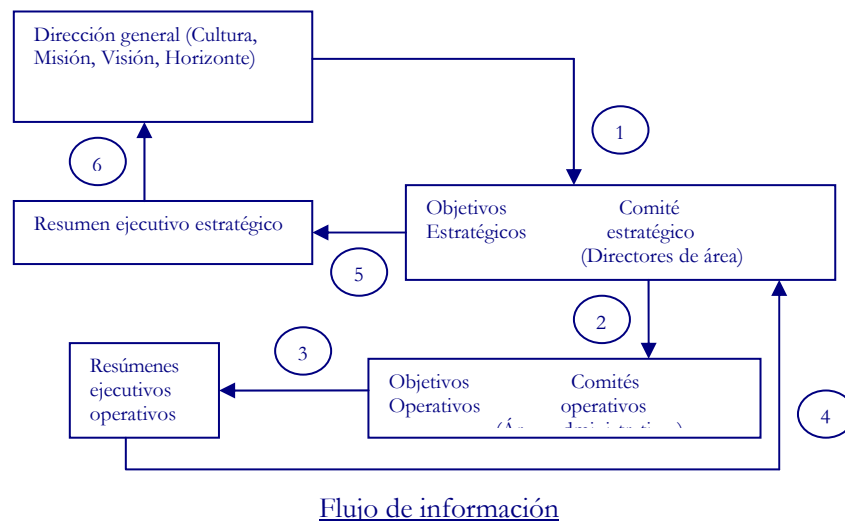 Dirección general (Cultura,
Misión, Visión, Horizonte)
1
6
Resumen ejecutivo estratégico
5
Objetivos Comité
Estratégicos estratégico
(Directores de área)
2
3
Resúmenes
ejecutivos
operativos
Objetivos Comités
Operativos operativos
4
Flujo de información